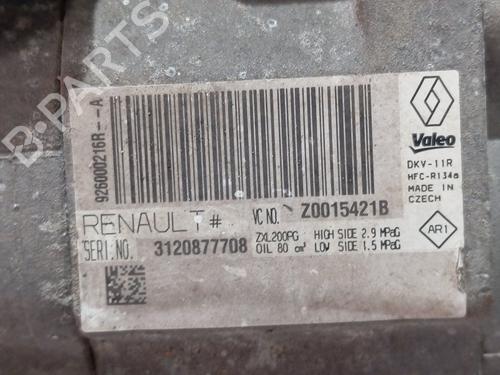 B-PARTS
926000216R--A
Valeo
DKV-11R
HFC-R134a
MADE IN
CZECH
AR1
RENAULT# VC NO. Z0015421B
SERI.NO. 3120877708
ZXL200PG HIGH SIDE 2.9 MPaG
OIL 80 cm³ LOW SIDE 1.5 MPaG